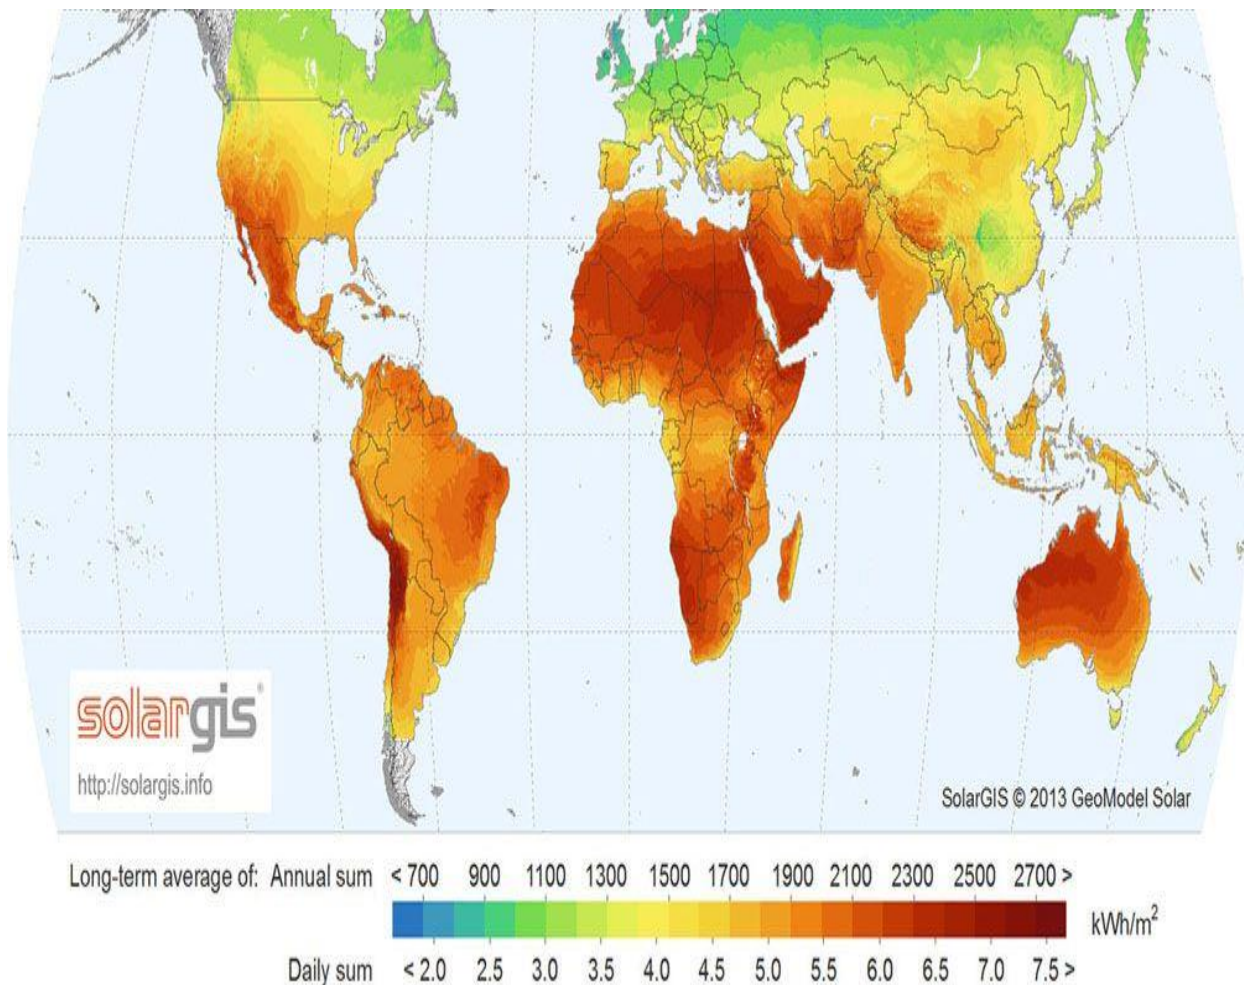 solargis®
http://solargis.info
SolarGIS © 2013 GeoModel Solar
Long-term average of: Annual sum < 700 900 1100 1300 1500 1700 1900 2100 2300 2500 2700 >
kWh/m²
Daily sum < 2.0 2.5 3.0 3.5 4.0 4.5 5.0 5.5 6.0 6.5 7.0 7.5 >